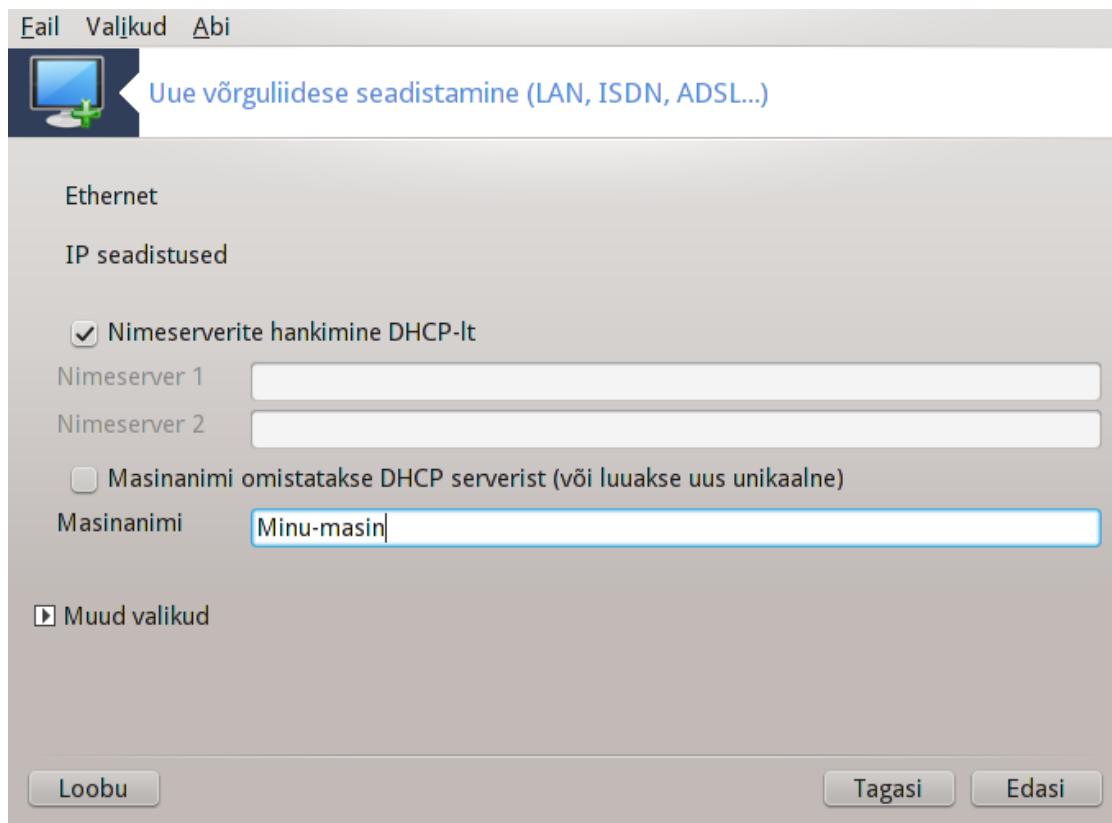 Fail Valikud Abi
Uue võrguliidese seadistamine (LAN, ISDN, ADSL...)
Ethernet
IP seadistused
Nimeserverite hankimine DHCP-lt
Nimeserver 1
Nimeserver 2
Masinanimi omistatakse DHCP serverist (või luuakse uus unikaalne)
Masinanimi Minu-masin
Muud valikud
Loobu Tagasi Edasi